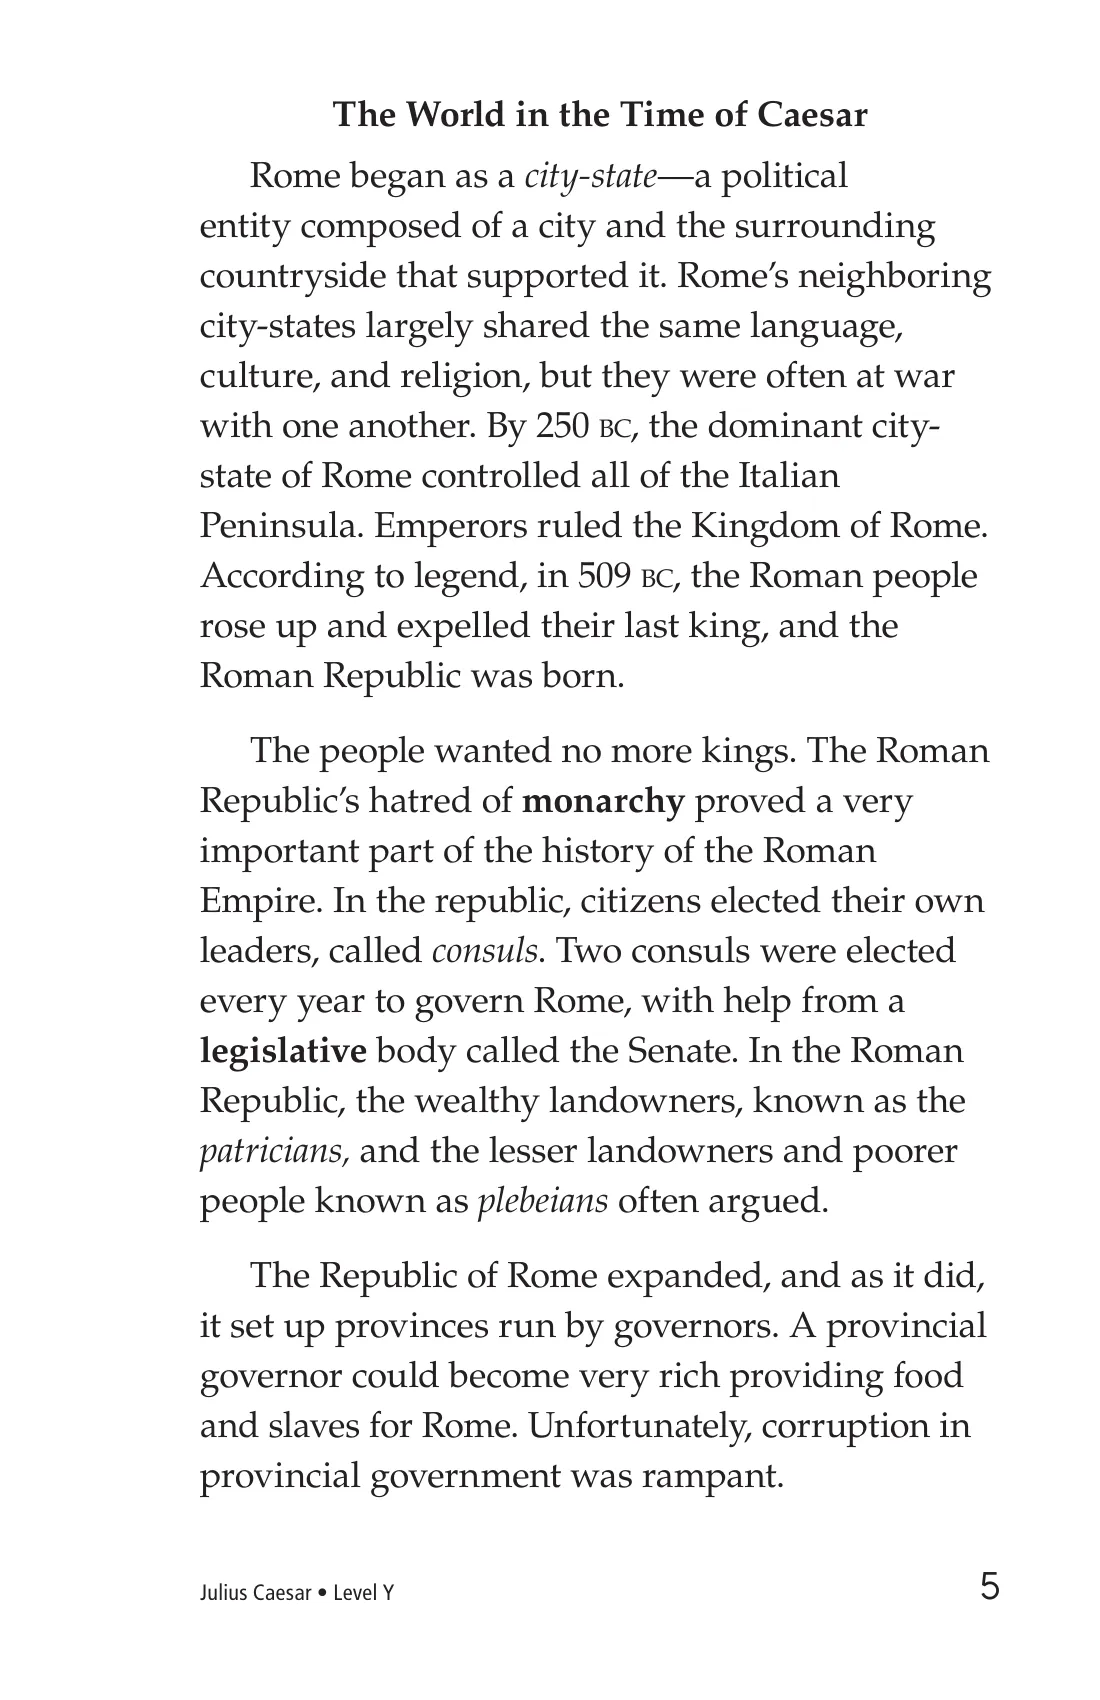 The World in the Time of Caesar
Rome began as a city-state—a political
entity composed of a city and the surrounding
countryside that supported it. Rome’s neighboring
city-states largely shared the same language,
culture, and religion, but they were often at war
with one another. By 250 BC, the dominant city-
state of Rome controlled all of the Italian
Peninsula. Emperors ruled the Kingdom of Rome.
According to legend, in 509 BC, the Roman people
rose up and expelled their last king, and the
Roman Republic was born.
The people wanted no more kings. The Roman
Republic’s hatred of monarchy proved a very
important part of the history of the Roman
Empire. In the republic, citizens elected their own
leaders, called consuls. Two consuls were elected
every year to govern Rome, with help from a
legislative body called the Senate. In the Roman
Republic, the wealthy landowners, known as the
patricians, and the lesser landowners and poorer
people known as plebeians often argued.
The Republic of Rome expanded, and as it did,
it set up provinces run by governors. A provincial
governor could become very rich providing food
and slaves for Rome. Unfortunately, corruption in
provincial government was rampant.
Julius Caesar • Level Y
5